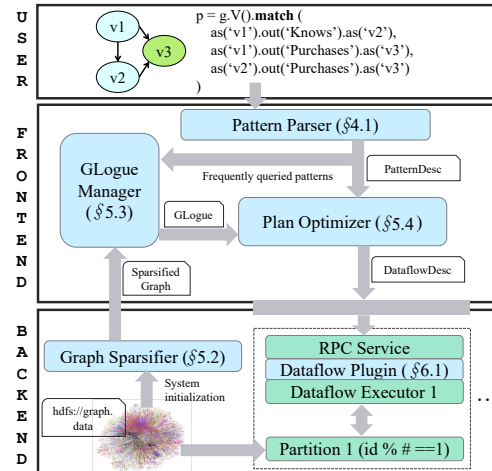 USER
v1
v3
v2
p = g.V().match (
as(‘v1’).out(‘Knows’).as(‘v2’),
as(‘v1’).out(‘Purchases’).as(‘v3’),
as(‘v2’).out(‘Purchases’).as(‘v3’)
)
FRONTEND
Pattern Parser (§4.1)
Frequently queried patterns
PatternDesc
GLogue
Manager
(§5.3)
GLogue
Plan Optimizer (§5.4)
Sparsified
Graph
DataflowDesc
BACKEND
Graph Sparsifier (§5.2)
System
initialization
hdfs://graph.
data
RPC Service
Dataflow Plugin (§6.1)
Dataflow Executor 1
Partition 1 (id % # ==1)
...